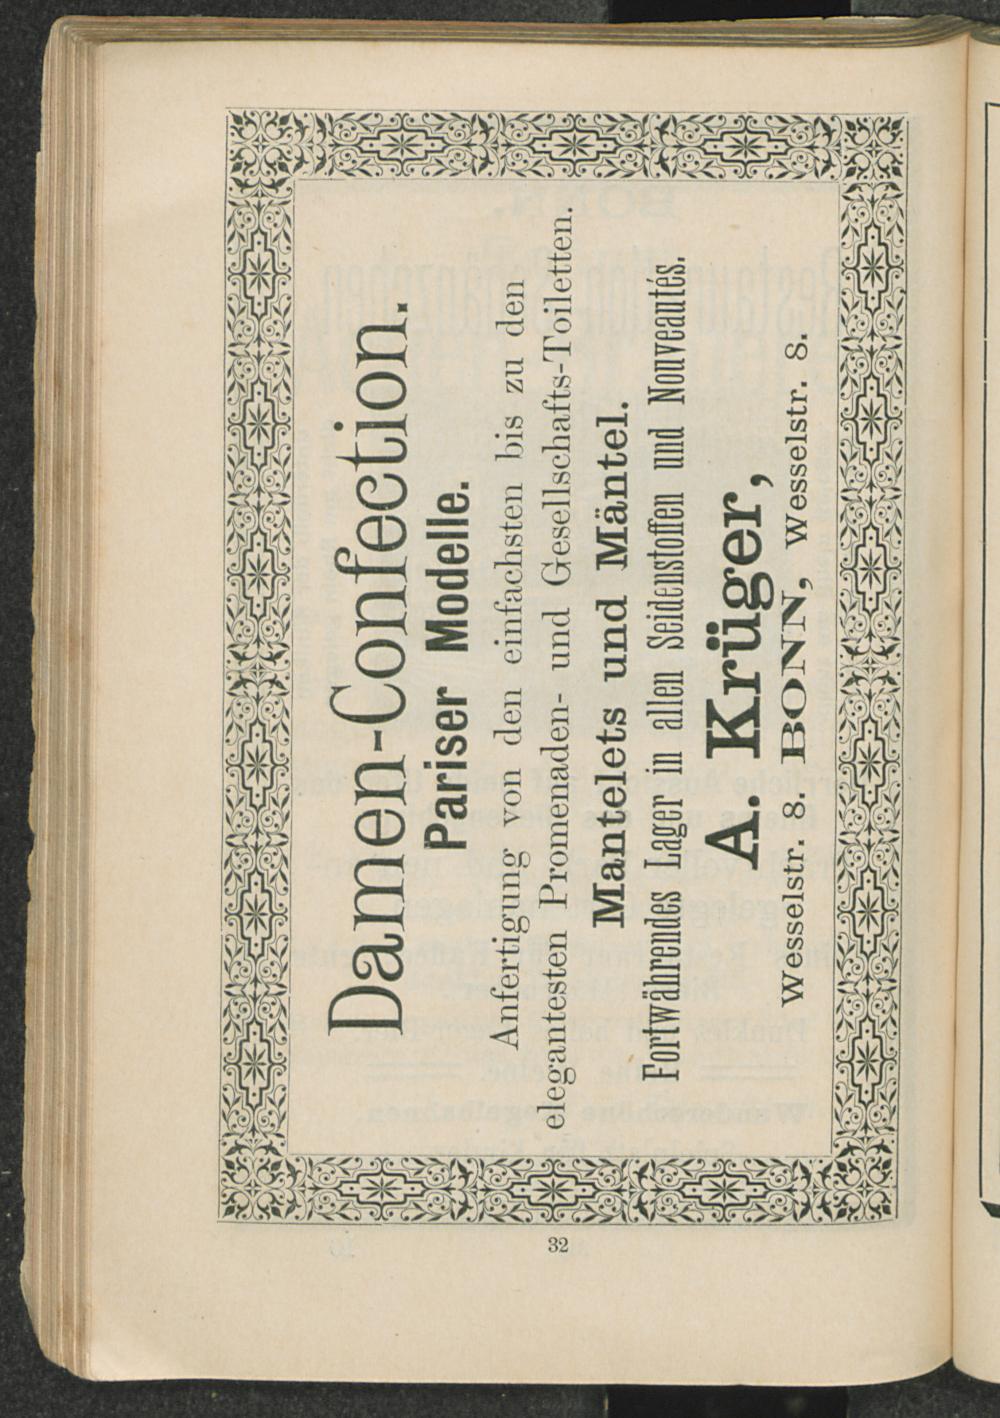 Damen-Confection.
Pariser Modelle.
Anfertigung von den einfachsten bis zu den
elegantesten Promenaden- und Gesellschafts-Toiletten.
Mantelets und Mäntel.
Fortwährendes Lager in allen Seidenstoffen und Nouveautés.
A. Krüger,
Wesselstr. 8. BONN, Wesselstr. 8.
32